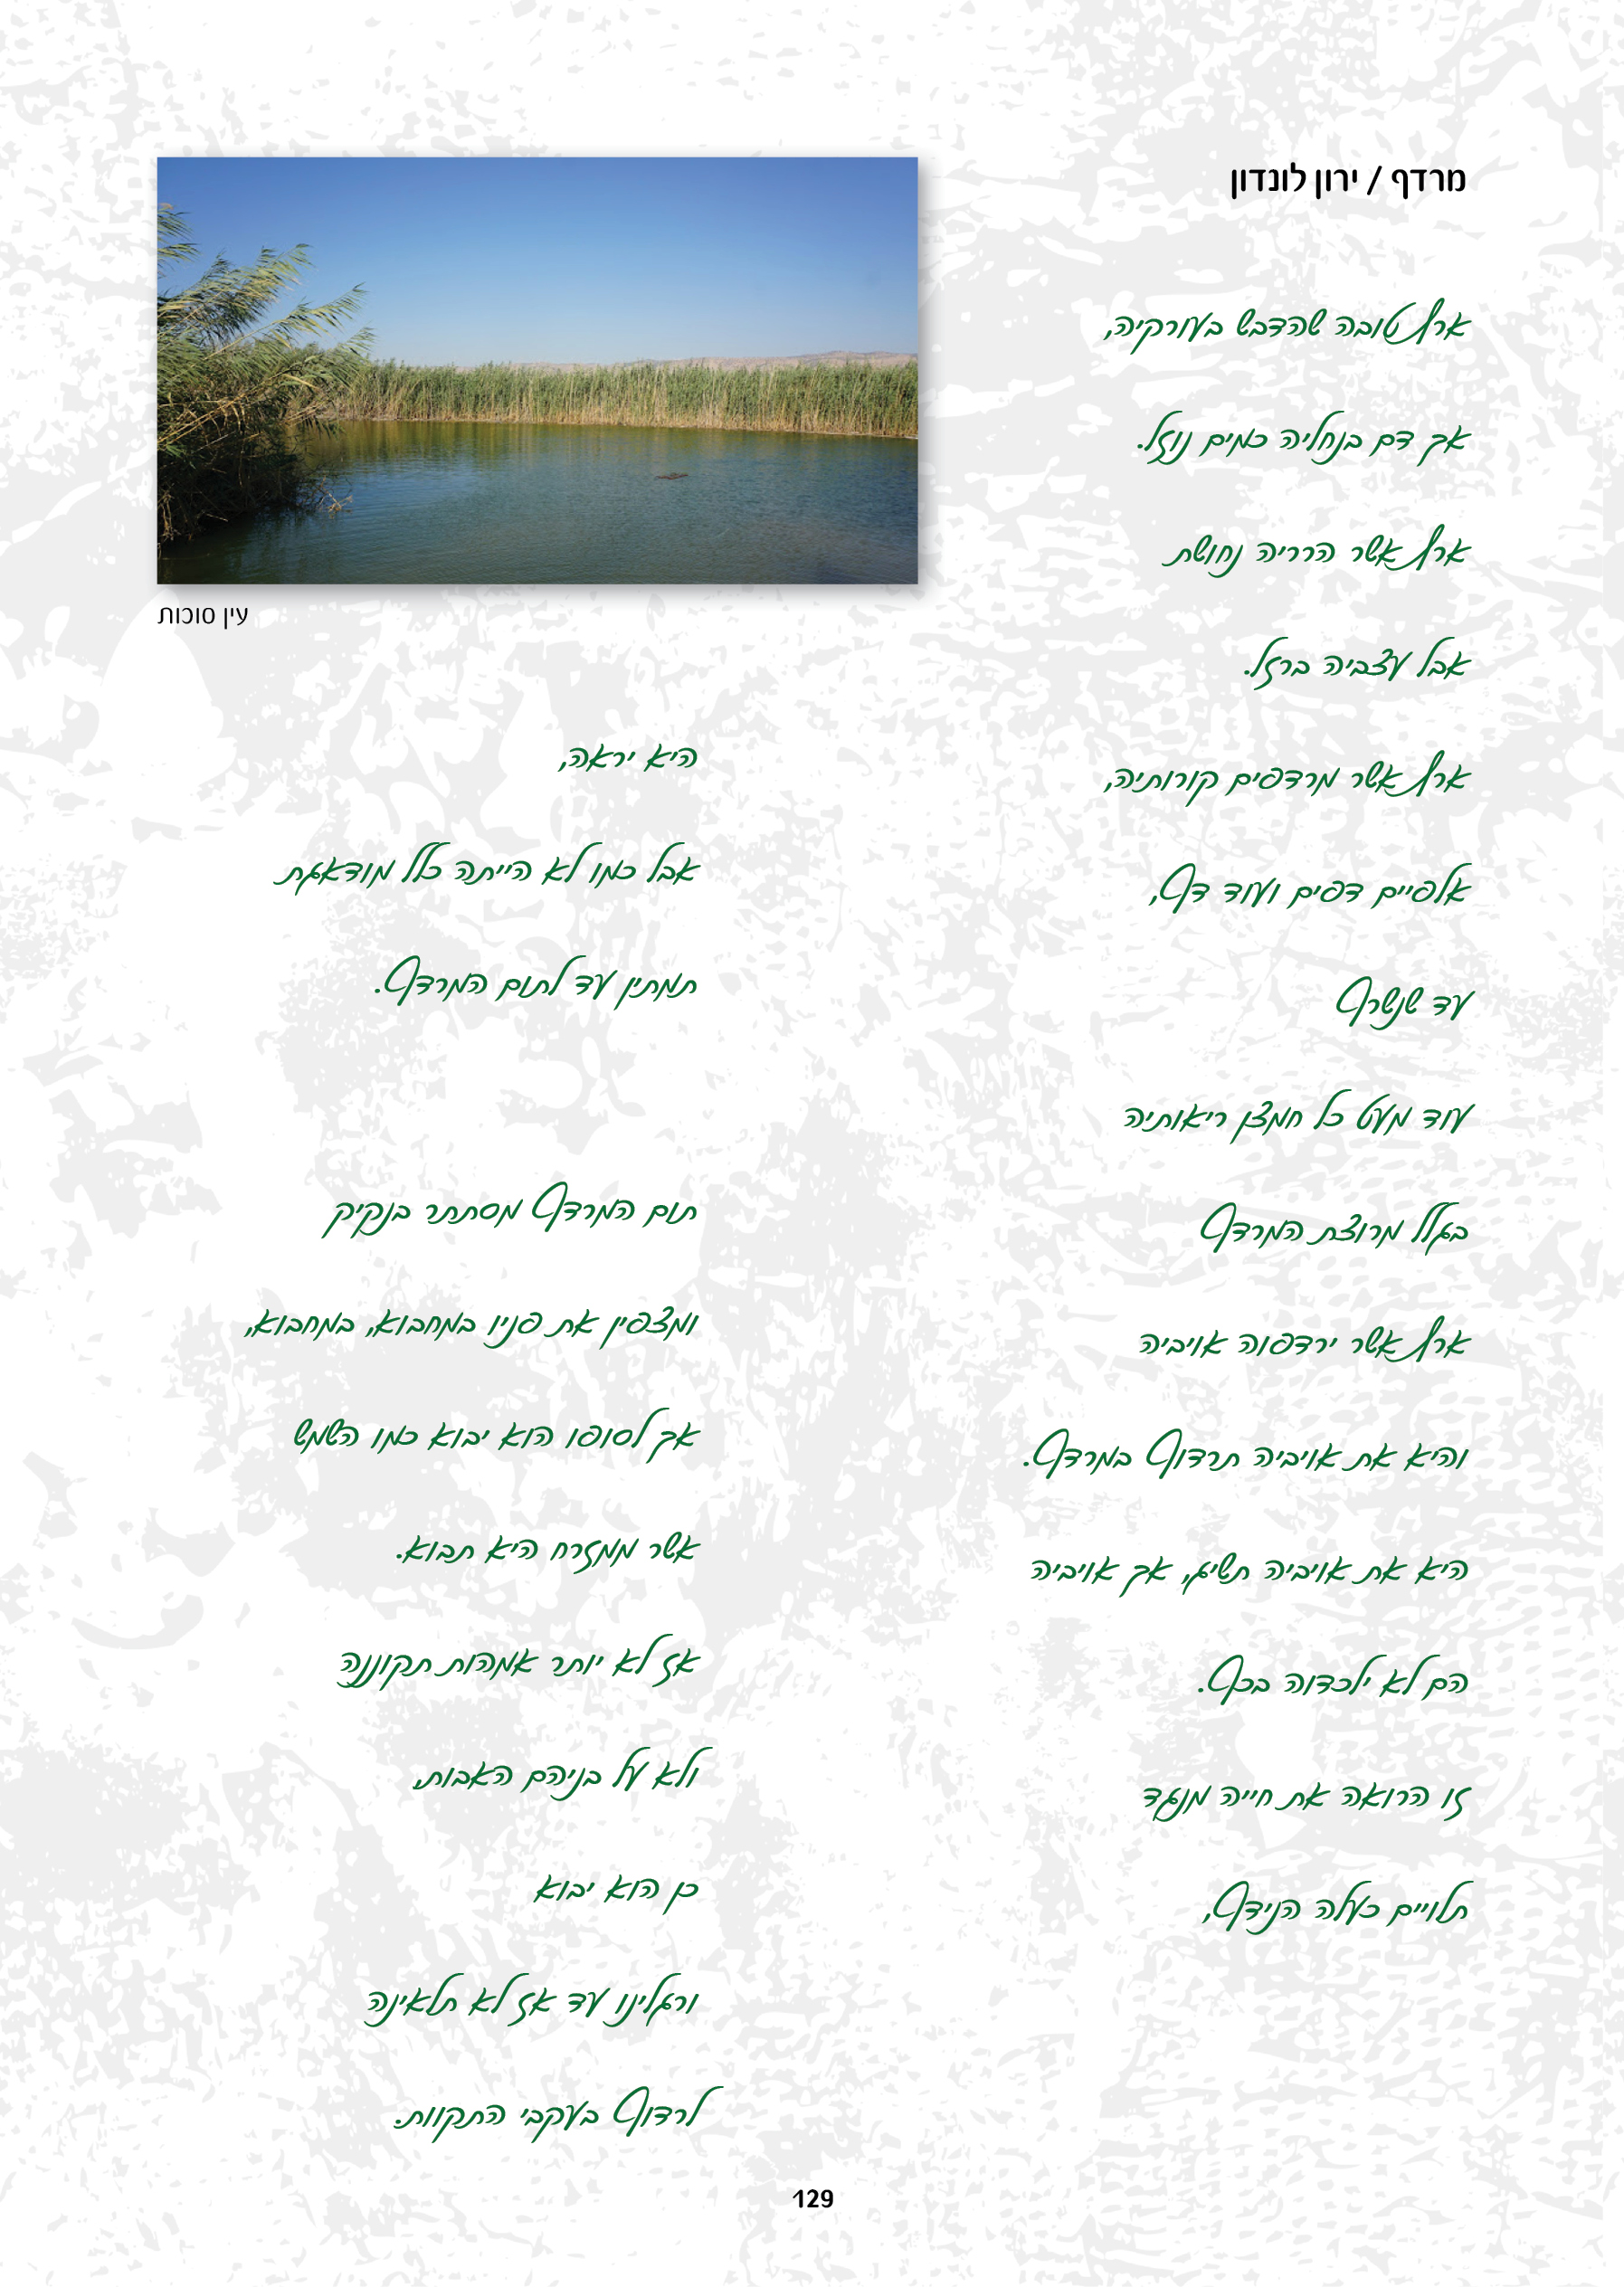 מרדף / ירון לונדון
ארץ טובה שהדבש בעורקיה,
אך דם בנחליה כמים נוזל.
ארץ אשר הרריה נחושת
אבל עצביה ברזל.
ארץ אשר מרדפים קורותיה,
אלפיים דפים ועוד דף,
עד שנשרף
עוד מעט כל חמצן ריאותיה
בגלל מרוצת המרדף
ארץ אשר ירדפוה אויביה
והיא את אויביה תרדוף במרדף.
היא את אויביה תשיג, אך אויביה
הם לא ילכדוה בכף.
זו הרואה את חייה מנגד
תלויים כעלה הנידף,
עין סוכות
היא יראה,
אבל כמו לא הייתה כלל מודאגת
תמתין עד לתום המרדף.
תום המרדף מסתתר בנקיק
ומצפין את פניו במחבוא, במחבוא,
אך לסופו הוא יבוא כמו השמש
אשר ממזרח היא תבוא.
אז לא יותר אמהות תקוננה
ולא על בניהם האבות,
כן הוא יבוא
ורגלינו עד אז לא תלאינה
לרדוף בעקבי התקוות.
129